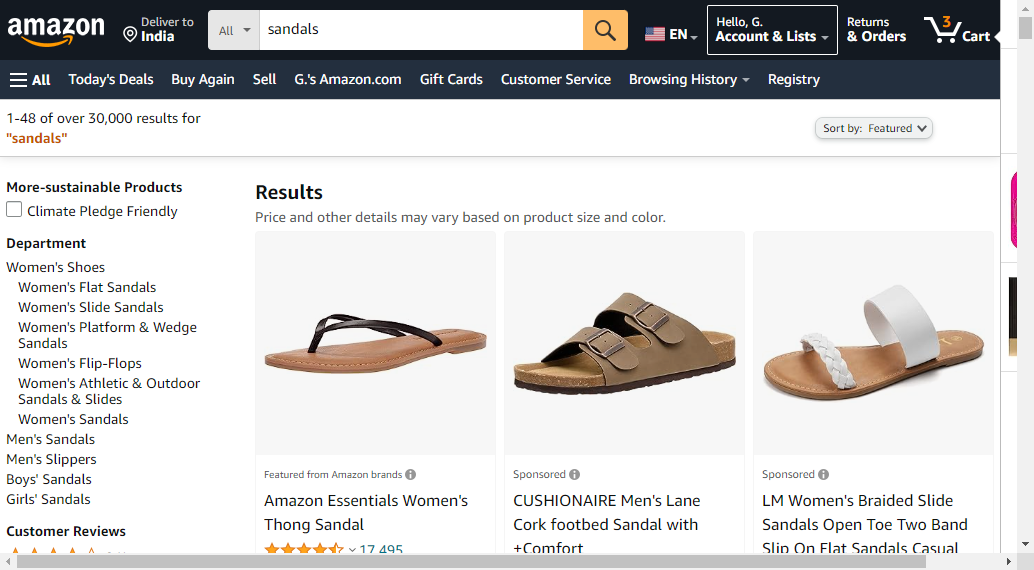 amazon
Deliver to
India
All
sandals
EN
Hello, G.
Account & Lists
Returns
& Orders
3
Cart
All
Today's Deals
Buy Again
Sell
G.'s Amazon.com
Gift Cards
Customer Service
Browsing History
Registry
1-48 of over 30,000 results for
"sandals"
Sort by: Featured
More-sustainable Products
Climate Pledge Friendly
Department
Women's Shoes
Women's Flat Sandals
Women's Slide Sandals
Women's Platform & Wedge
Sandals
Women's Flip-Flops
Women's Athletic & Outdoor
Sandals & Slides
Women's Sandals
Men's Sandals
Men's Slippers
Boys' Sandals
Girls' Sandals
Customer Reviews
Results
Price and other details may vary based on product size and color.
Featured from Amazon brands
Amazon Essentials Women's
Thong Sandal
17,495
Sponsored
CUSHIONAIRE Men's Lane
Cork footbed Sandal with
+Comfort
Sponsored
LM Women's Braided Slide
Sandals Open Toe Two Band
Slip On Flat Sandals Casual